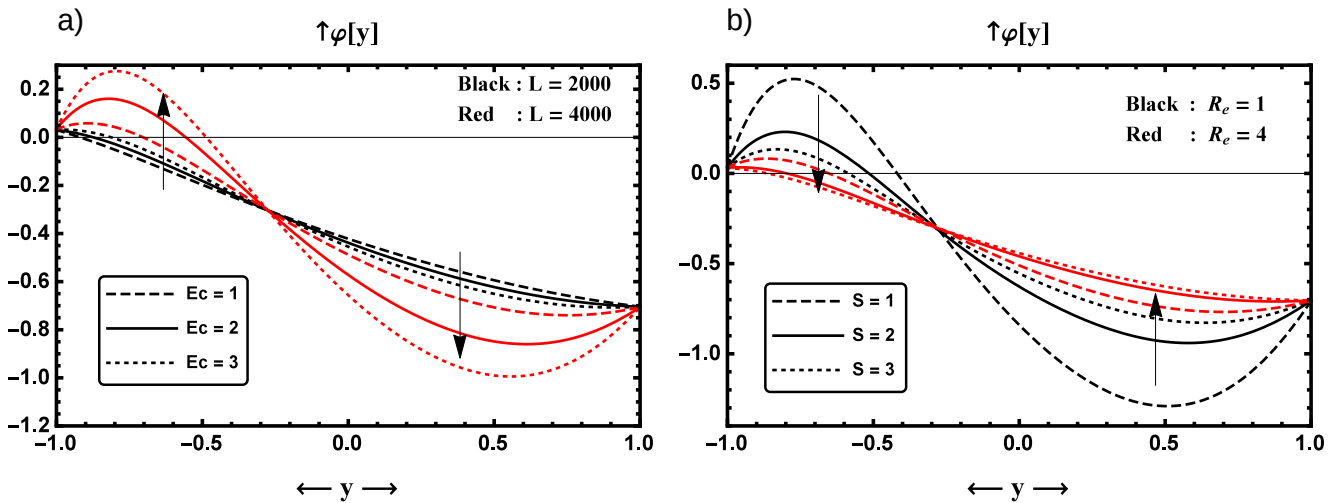 a)
↑φ[y]
Black : L = 2000
Red : L = 4000
0.2
0.0
−0.2
−0.4
−0.6
−0.8
−1.0
−1.2
Ec = 1
Ec = 2
Ec = 3
−1.0 −0.5 0.0 0.5 1.0
⟵ y ⟶
b)
↑φ[y]
Black : Re = 1
Red : Re = 4
0.5
0.0
−0.5
−1.0
S = 1
S = 2
S = 3
−1.0 −0.5 0.0 0.5 1.0
⟵ y ⟶